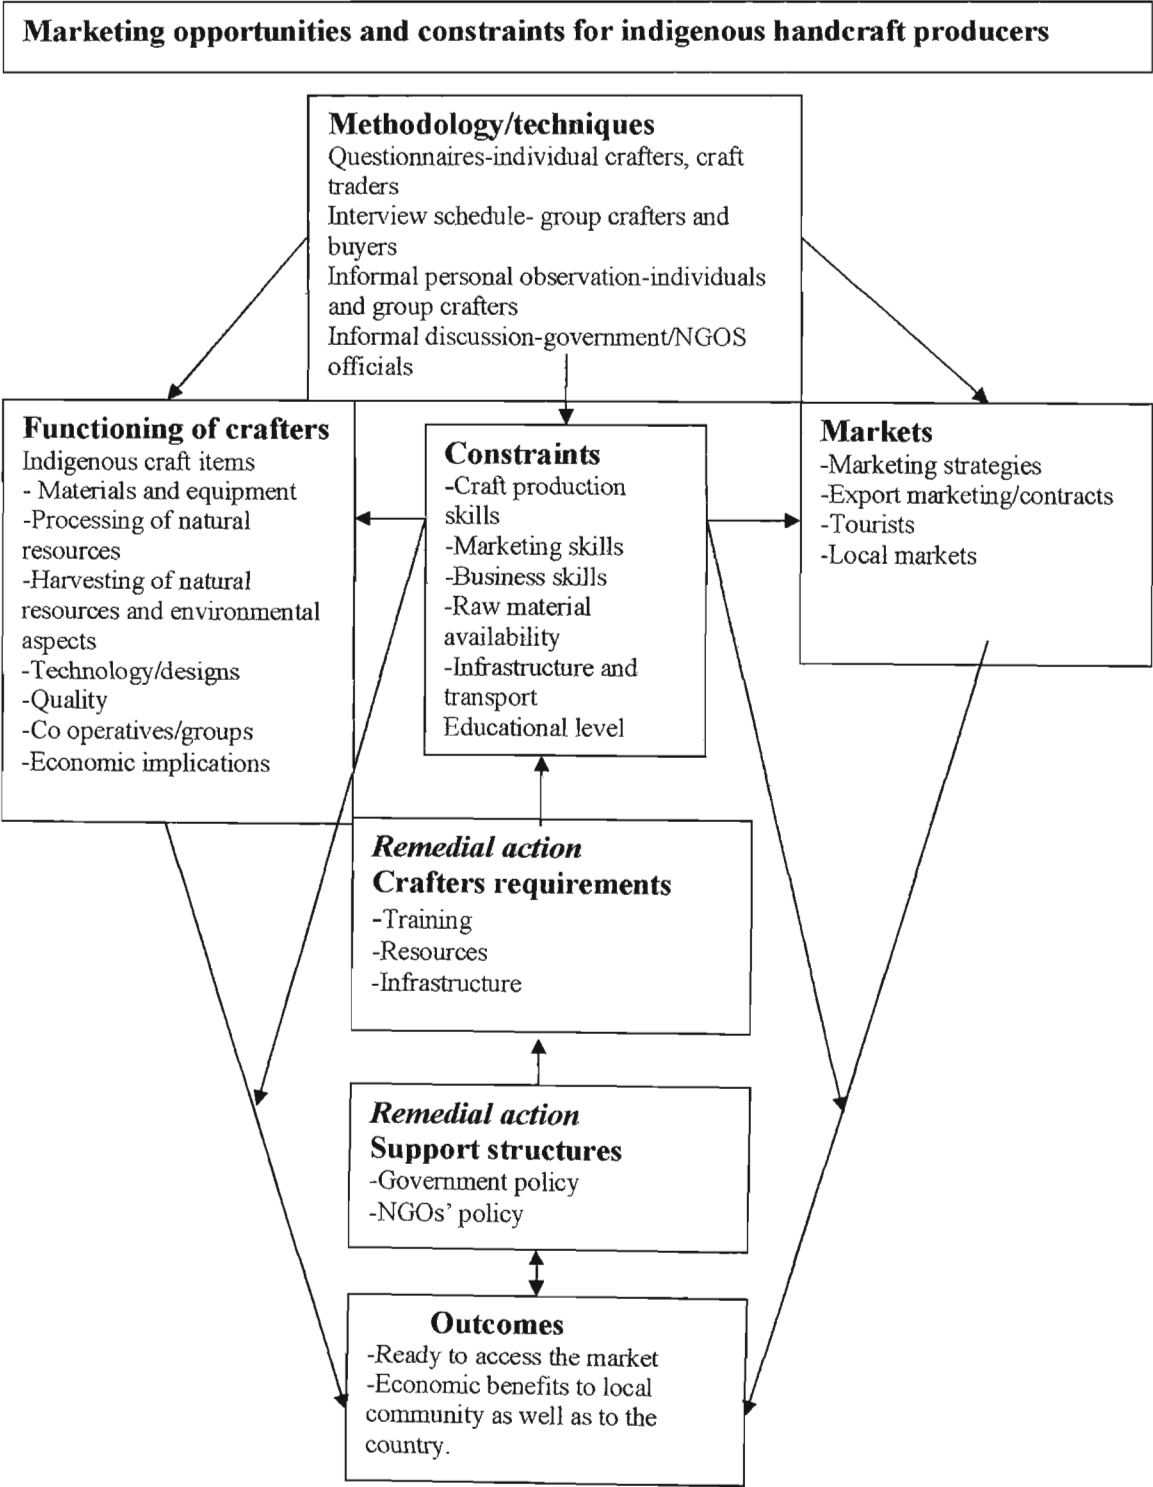 Marketing opportunities and constraints for indigenous handcraft producers
Methodology/techniques
Questionnaires-individual crafters, craft
traders
Interview schedule- group crafters and
buyers
Informal personal observation-individuals
and group crafters
Informal discussion-government/NGOS
officials
Functioning of crafters
Indigenous craft items
- Materials and equipment
-Processing of natural
resources
-Harvesting of natural
resources and environmental
aspects
-Technology/designs
-Quality
-Co operatives/groups
-Economic implications
Constraints
-Craft production
skills
-Marketing skills
-Business skills
-Raw material
availability
-Infrastructure and
transport
Educational level
Markets
-Marketing strategies
-Export marketing/contracts
-Tourists
-Local markets
Remedial action
Crafters requirements
-Training
-Resources
-Infrastructure
Remedial action
Support structures
-Government policy
-NGOs’ policy
Outcomes
-Ready to access the market
-Economic benefits to local
community as well as to the
country.